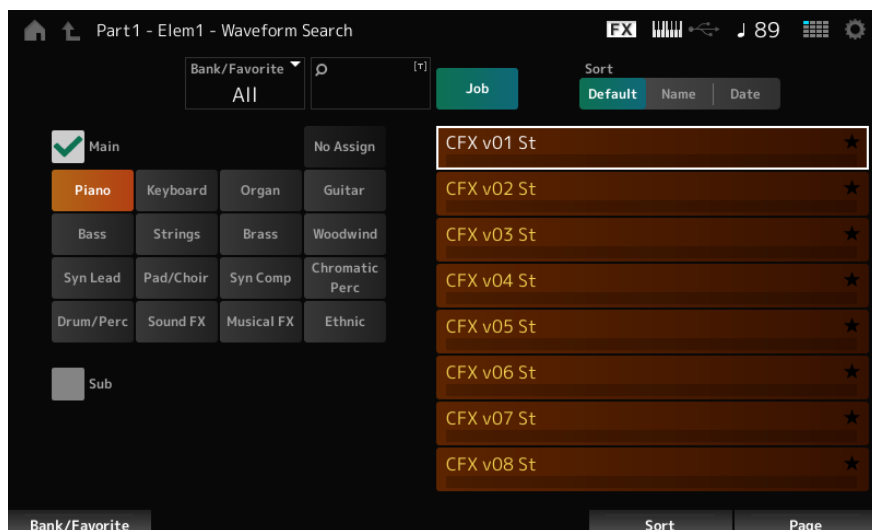 Part1 - Elem1 - Waveform Search
FX
♩ 89
Bank/Favorite
All
[T]
Job
Sort
Default Name Date
Main
No Assign
Piano Keyboard Organ Guitar
Bass Strings Brass Woodwind
Syn Lead Pad/Choir Syn Comp Chromatic Perc
Drum/Perc Sound FX Musical FX Ethnic
Sub
CFX v01 St
CFX v02 St
CFX v03 St
CFX v04 St
CFX v05 St
CFX v06 St
CFX v07 St
CFX v08 St
Bank/Favorite Sort Page